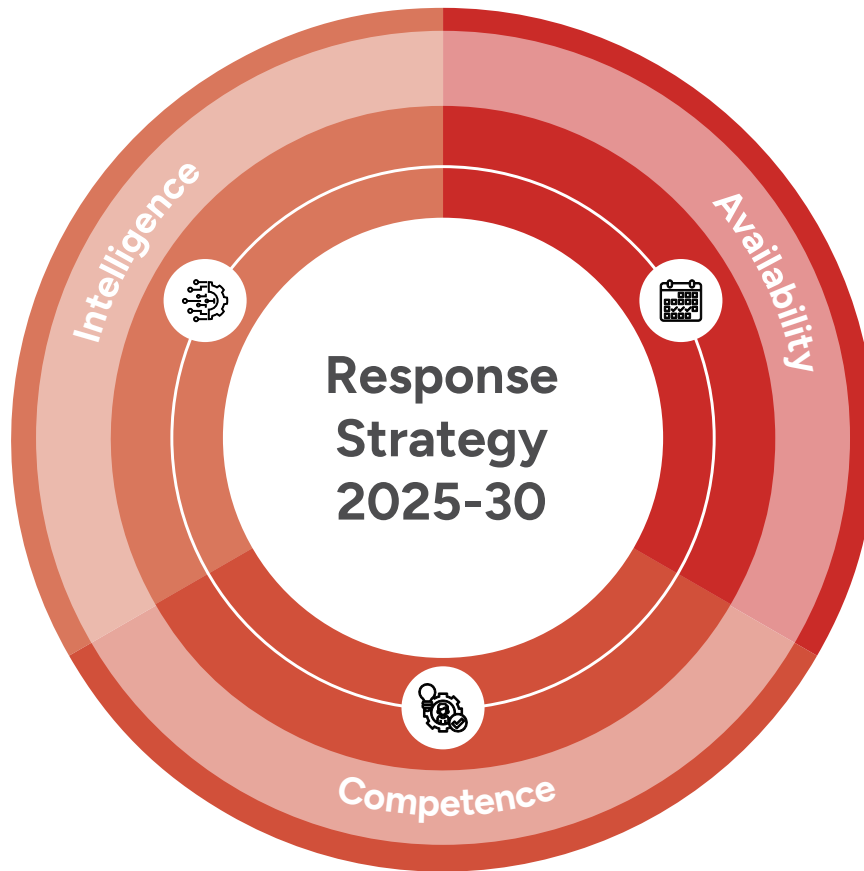 Intelligence
Availability
Response
Strategy
2025-30
Competence